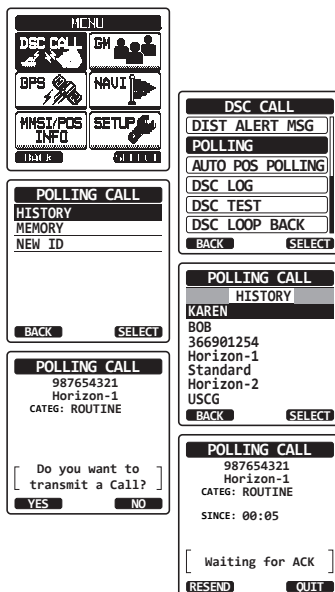 MENU
DSC CALL
GM
GPS
NAVI
MMSI/POS
INFO
SETUP
BACK
SELECT
DSC CALL
DIST ALERT MSG
POLLING
AUTO POS POLLING
DSC LOG
DSC TEST
DSC LOOP BACK
BACK
SELECT
POLLING CALL
HISTORY
MEMORY
NEW ID
BACK
SELECT
POLLING CALL
HISTORY
KAREN
BOB
366901254
Horizon-1
Standard
Horizon-2
USCG
BACK
SELECT
POLLING CALL
987654321
Horizon-1
CATEG: ROUTINE
Do you want to
transmit a Call?
YES
NO
POLLING CALL
987654321
Horizon-1
CATEG: ROUTINE
SINCE: 00:05
Waiting for ACK
RESEND
QUIT